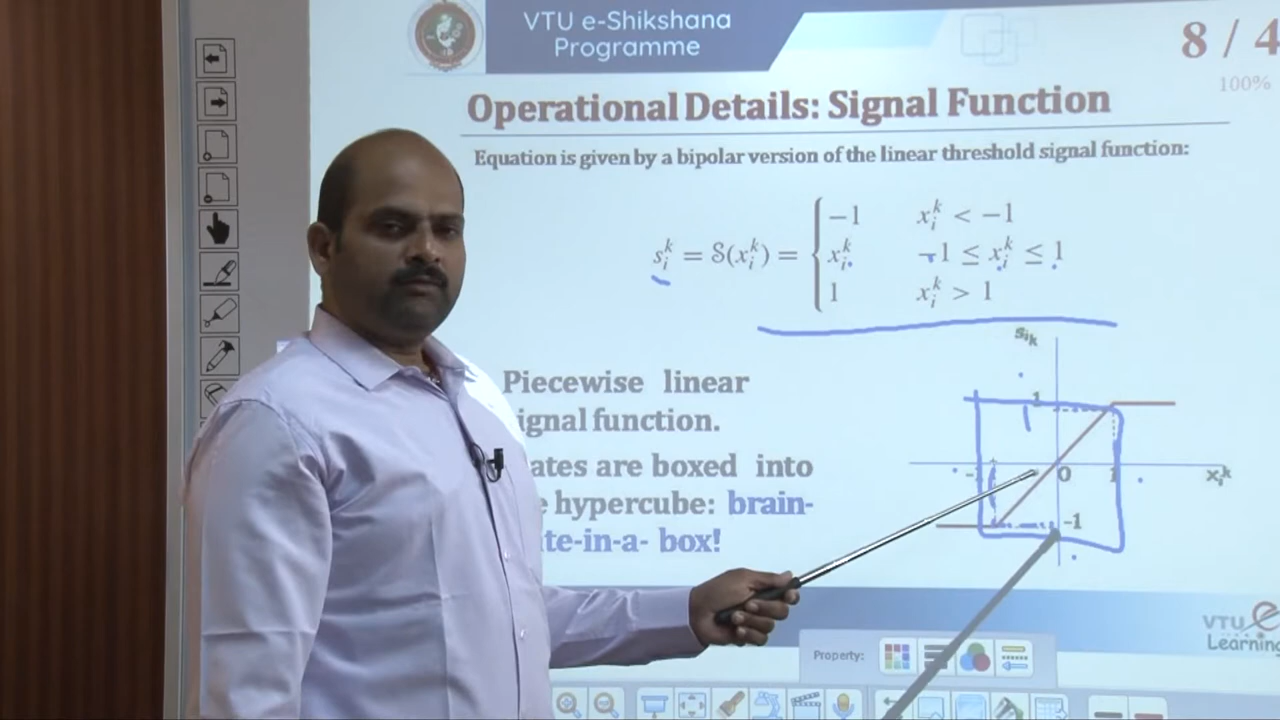 VTU e-Shikshana
Programme
8 / 4
100%
Operational Details: Signal Function
Equation is given by a bipolar version of the linear threshold signal function:
−1 x_i^k < −1
s_i^k = S(x_i^k) = { x_i^k −1 ≤ x_i^k ≤ 1
1 x_i^k > 1
s_ik
Piecewise linear
ignal function.
1
ates are boxed into
0 1 x_i^k
e hypercube: brain-
-1
te-in-a- box!
VTU e
Learning
Property: